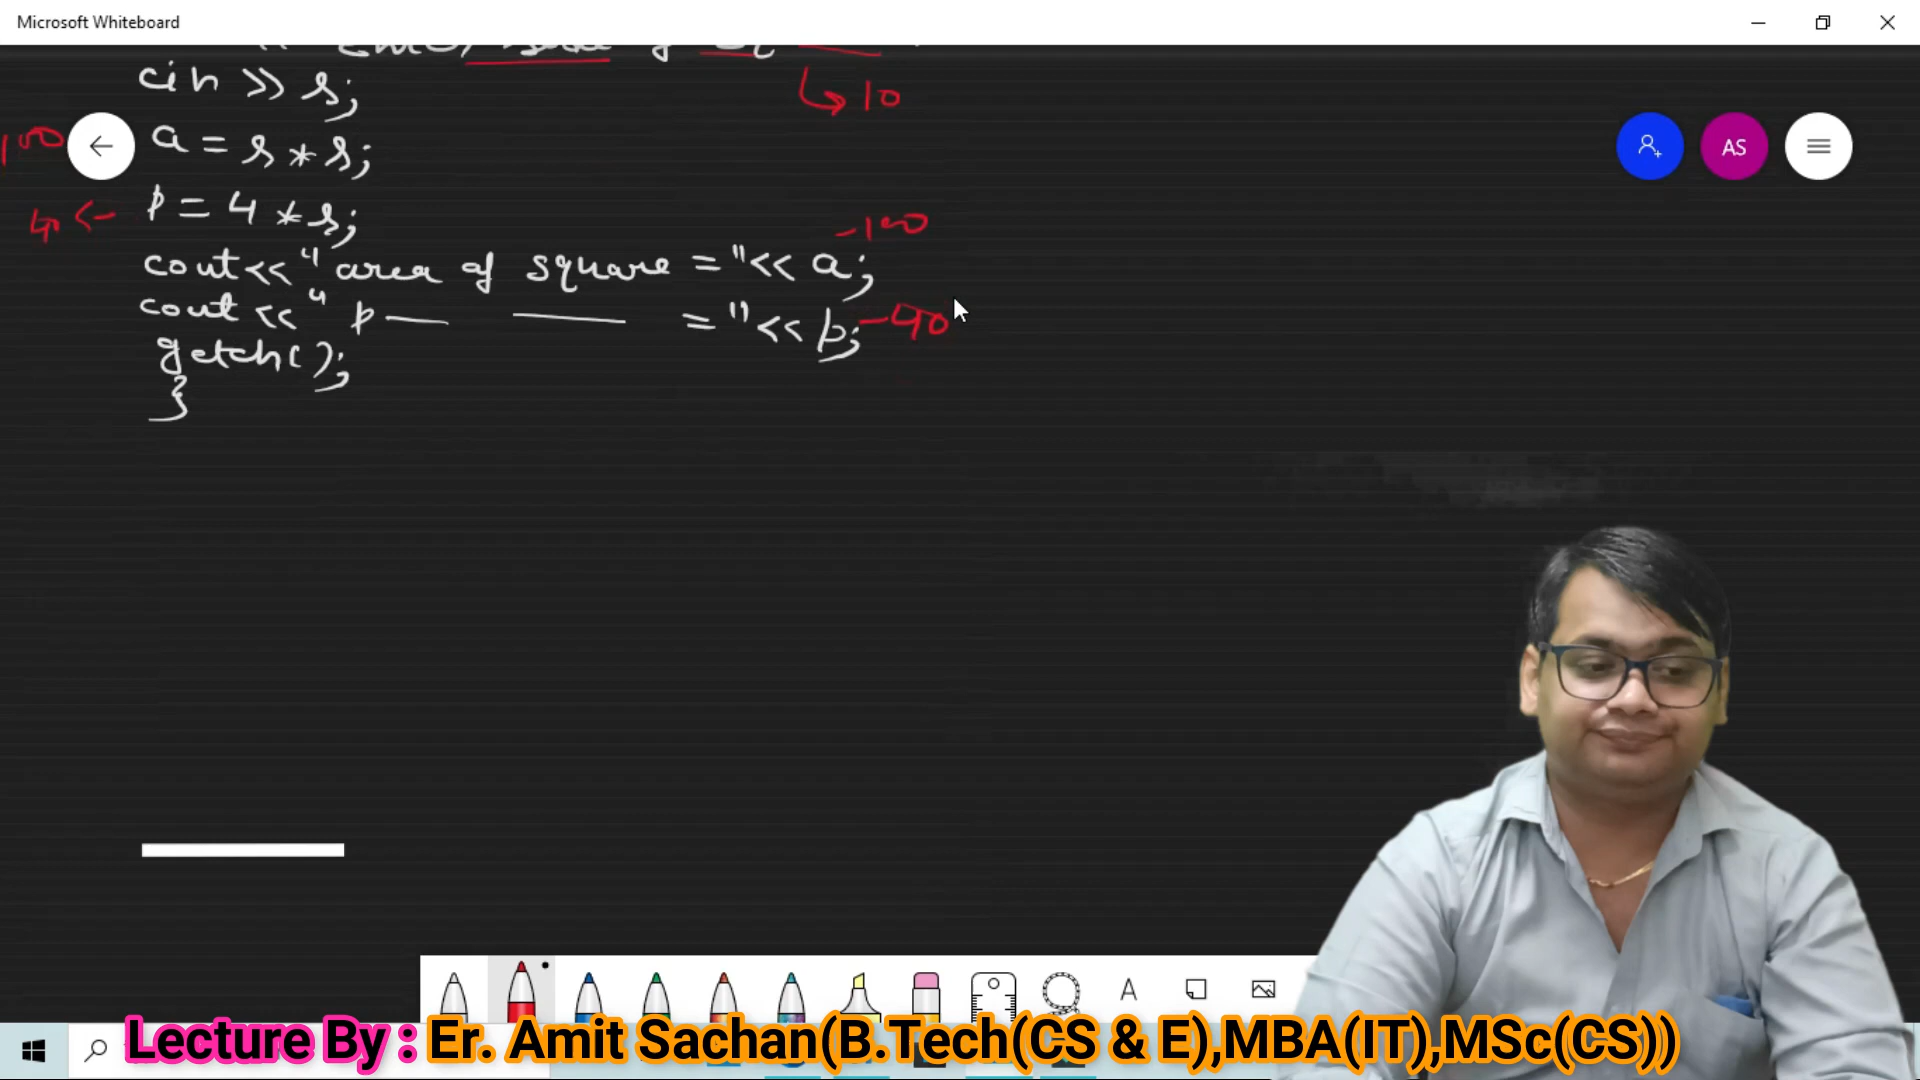 Microsoft Whiteboard
cin >> s;
↳ 10
100
a = s * s;
AS
40 <- p = 4 * s;
-100
cout<<"area of square ="<< a;
cout<<" p— — ="<< p; -40
getch();
}
A
Lecture By : Er. Amit Sachan(B.Tech(CS & E),MBA(IT),MSc(CS))